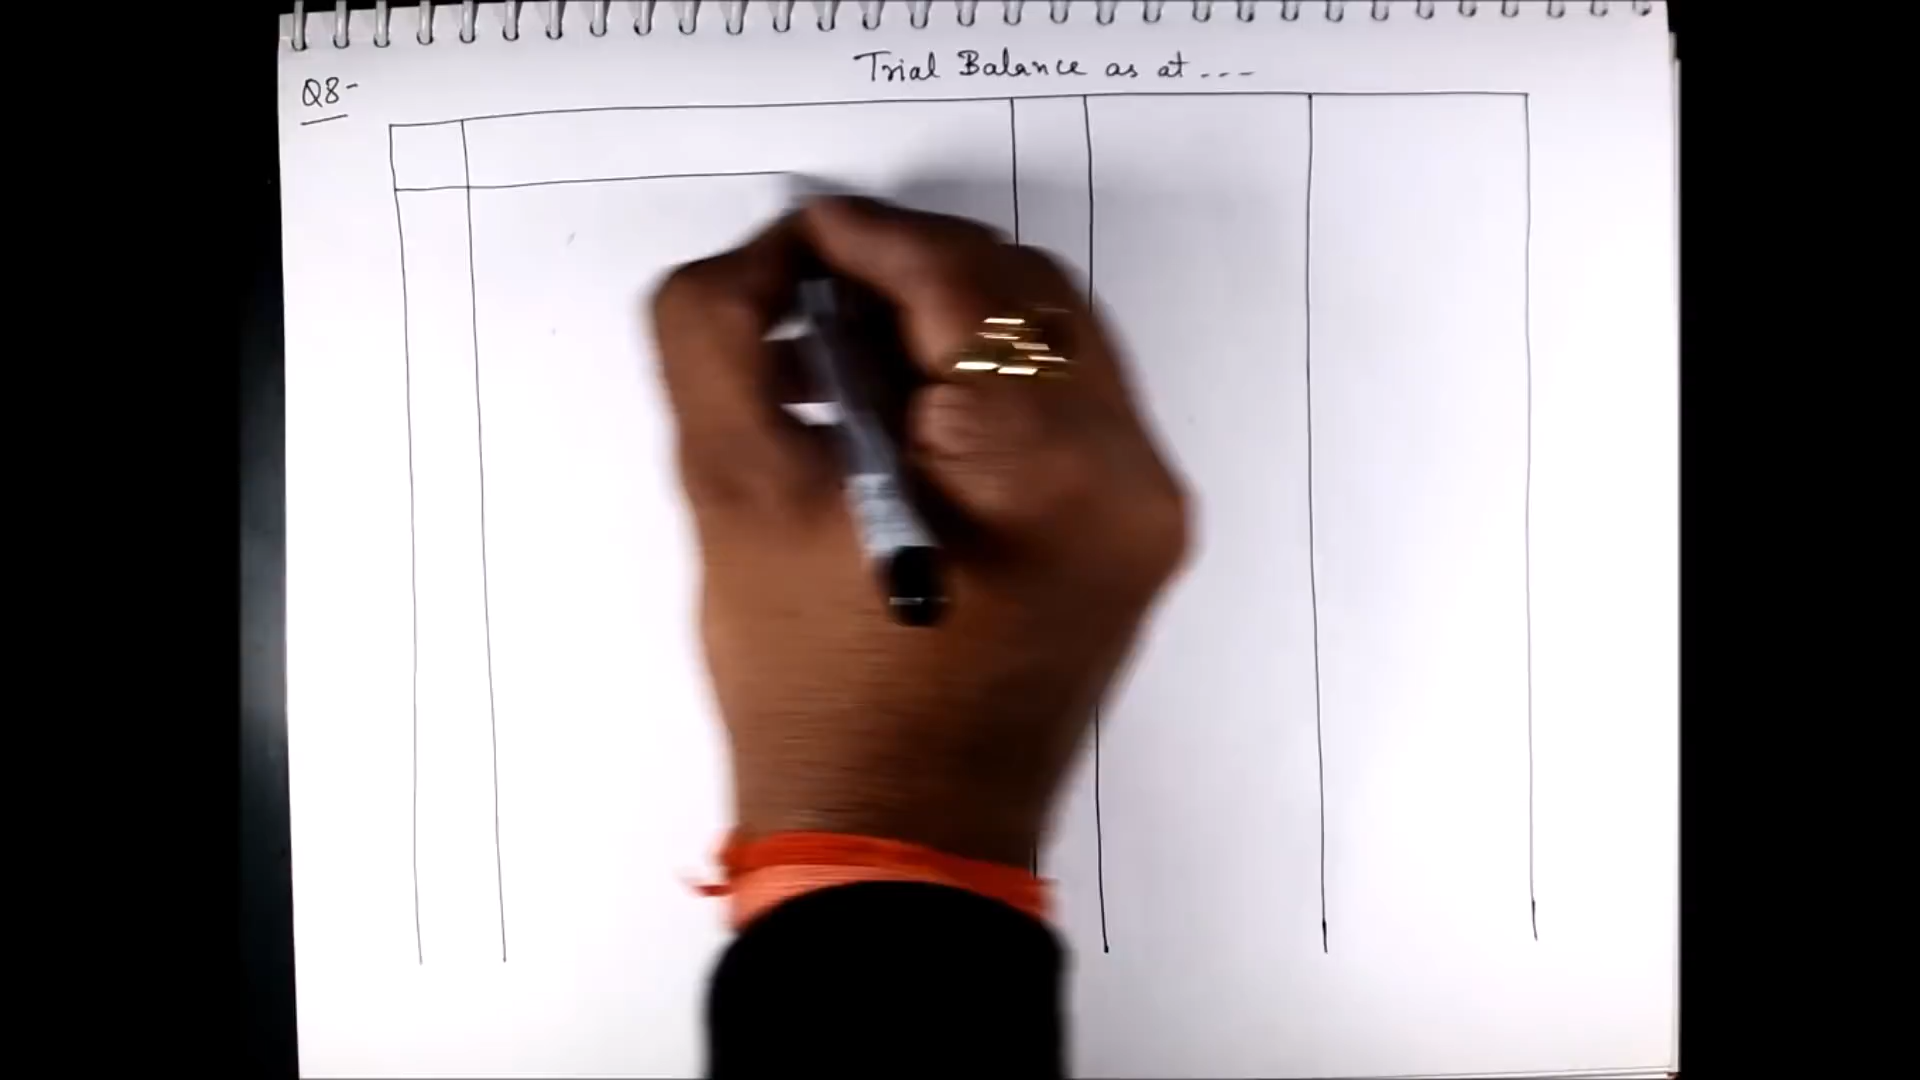 Trial Balance as at ---
Q8-